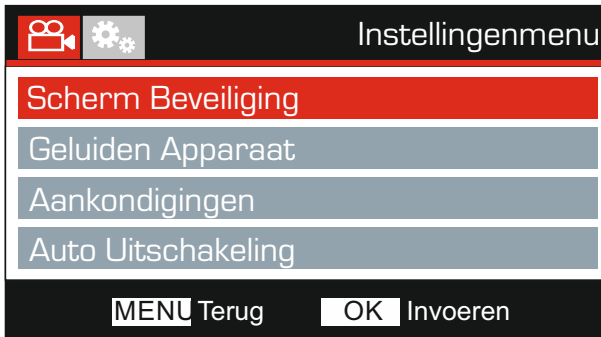 Instellingenmenu
Scherm Beveiliging
Geluiden Apparaat
Aankondigingen
Auto Uitschakeling
MENU Terug OK Invoeren